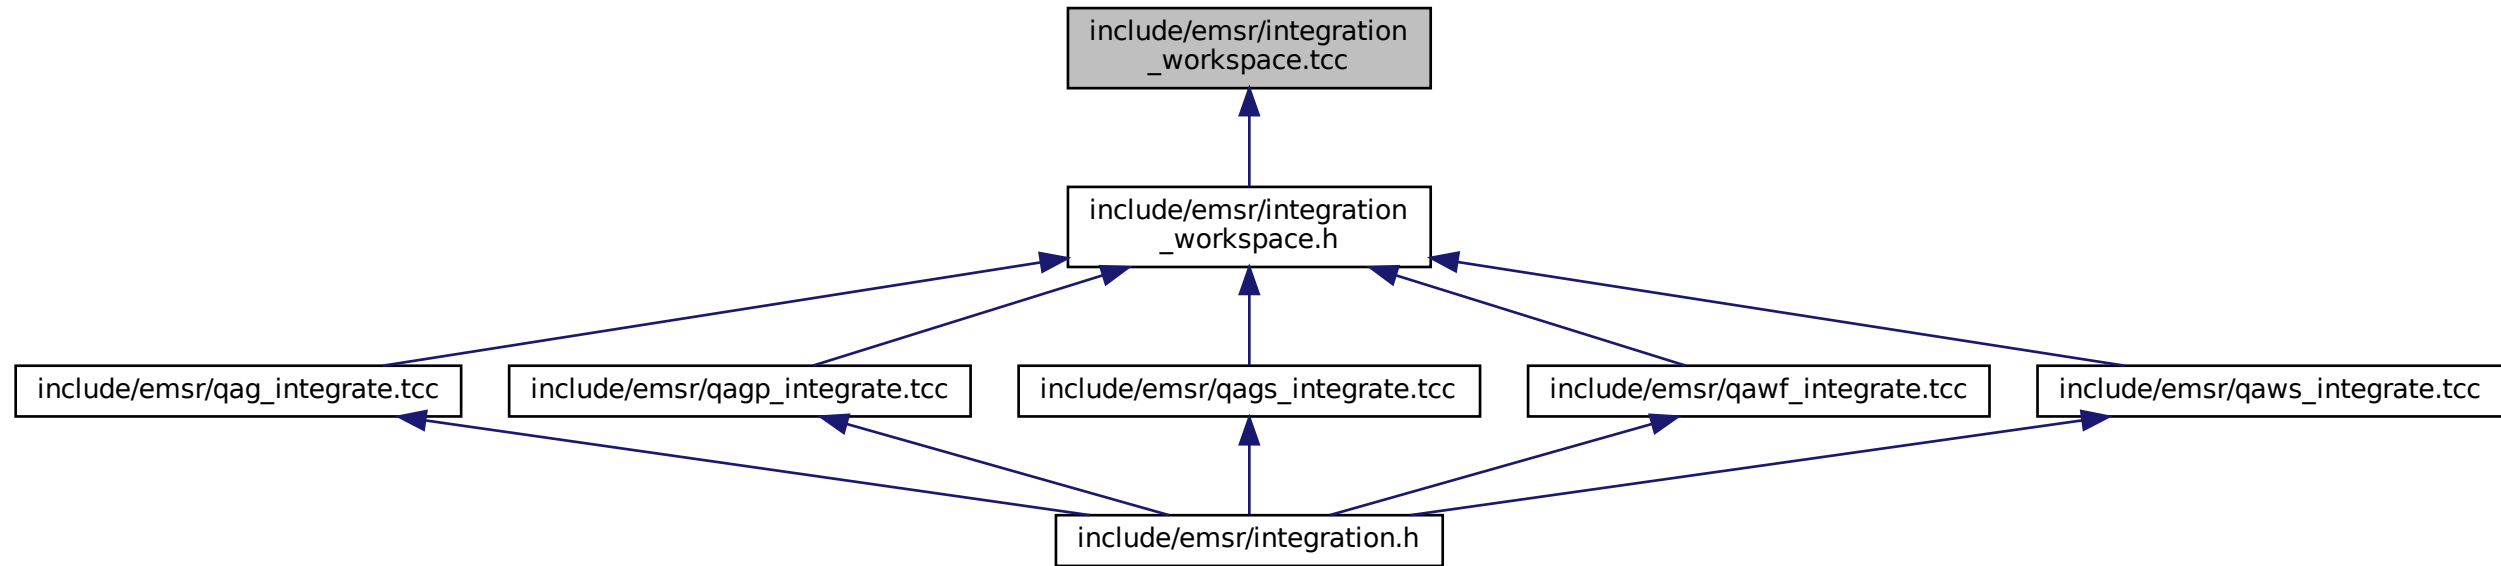 include/emsr/integration
_workspace.tcc
include/emsr/integration
_workspace.h
include/emsr/qag_integrate.tcc
include/emsr/qagp_integrate.tcc
include/emsr/qags_integrate.tcc
include/emsr/qawf_integrate.tcc
include/emsr/qaws_integrate.tcc
include/emsr/integration.h